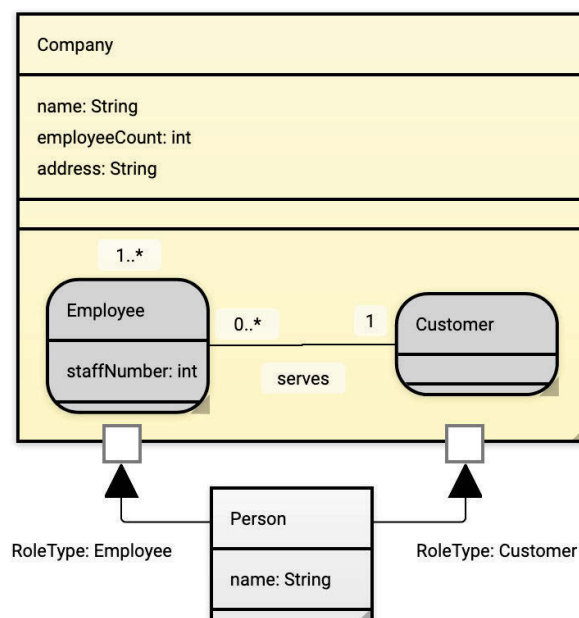 Company
name: String
employeeCount: int
address: String
1..*
Employee
staffNumber: int
0..*
1
serves
Customer
Person
name: String
RoleType: Employee
RoleType: Customer